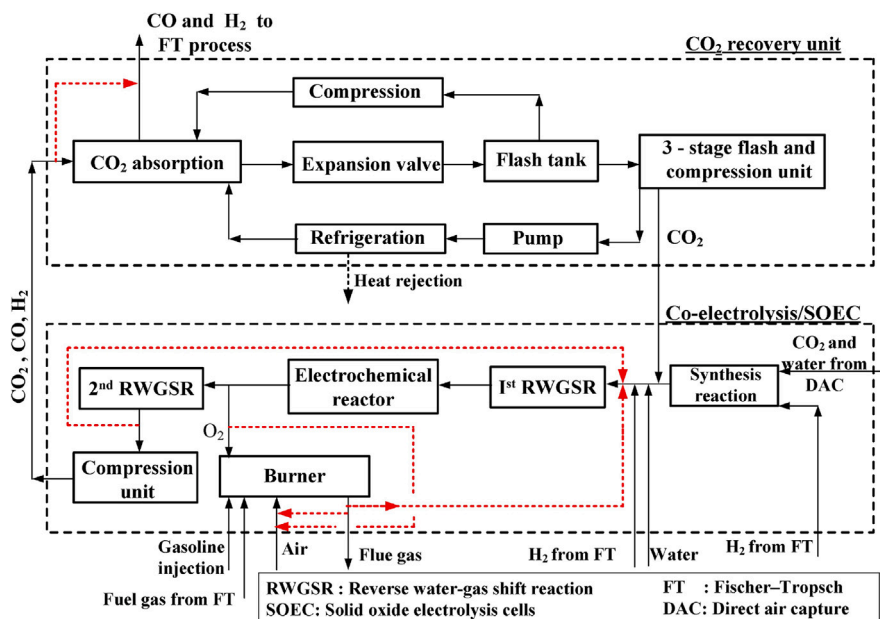 CO and H₂ to
FT process
CO₂ recovery unit
Compression
CO₂ absorption
Expansion valve
Flash tank
3 - stage flash and
compression unit
Refrigeration
Pump
CO₂
Heat rejection
CO₂ , CO, H₂
Co-electrolysis/SOEC
CO₂ and
water from
DAC
2ⁿᵈ RWGSR
Electrochemical
reactor
Iˢᵗ RWGSR
Synthesis
reaction
O₂
Compression
unit
Burner
Gasoline
injection
Air
Flue gas
H₂ from FT
Water
H₂ from FT
Fuel gas from FT
RWGSR : Reverse water-gas shift reaction
SOEC: Solid oxide electrolysis cells
FT : Fischer–Tropsch
DAC: Direct air capture